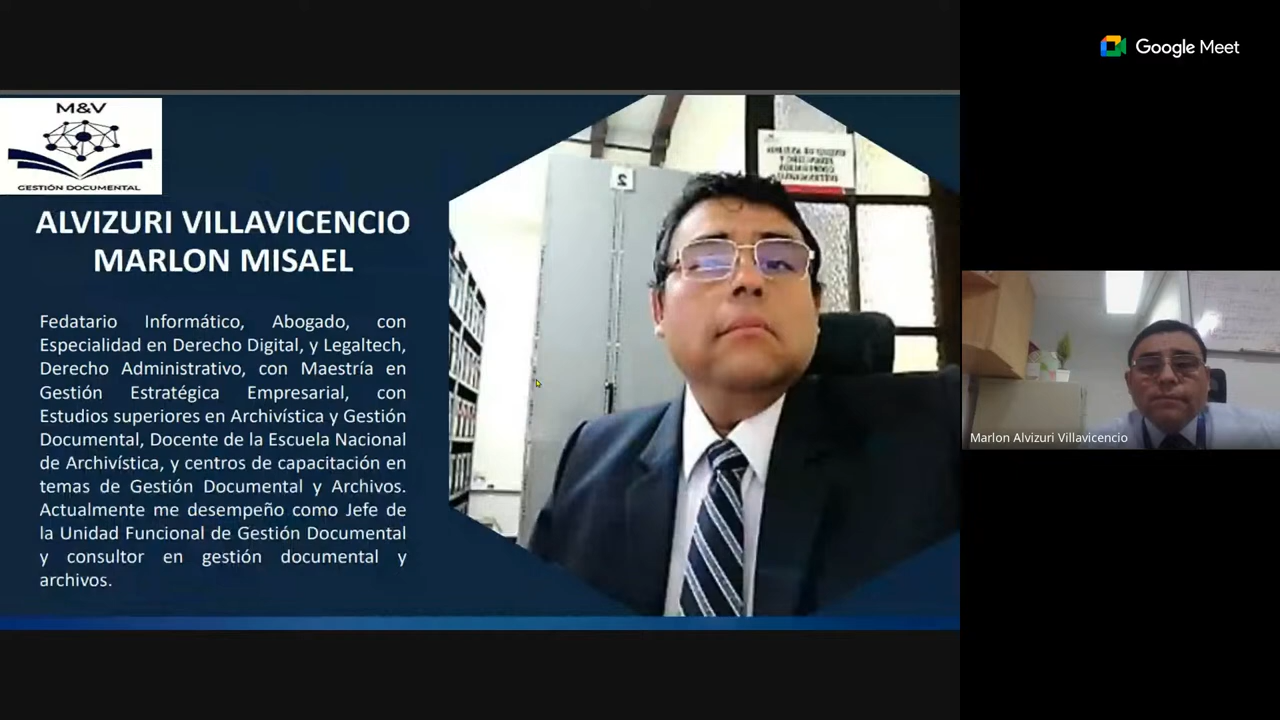 Google Meet
M&V
GESTIÓN DOCUMENTAL
ALVIZURI VILLAVICENCIO
MARLON MISAEL
Fedatario Informático, Abogado, con
Especialidad en Derecho Digital, y Legaltech,
Derecho Administrativo, con Maestría en
Gestión Estratégica Empresarial, con
Estudios superiores en Archivística y Gestión
Documental, Docente de la Escuela Nacional
de Archivística, y centros de capacitación en
temas de Gestión Documental y Archivos.
Actualmente me desempeño como Jefe de
la Unidad Funcional de Gestión Documental
y consultor en gestión documental y
archivos.
2
Marlon Alvizuri Villavicencio